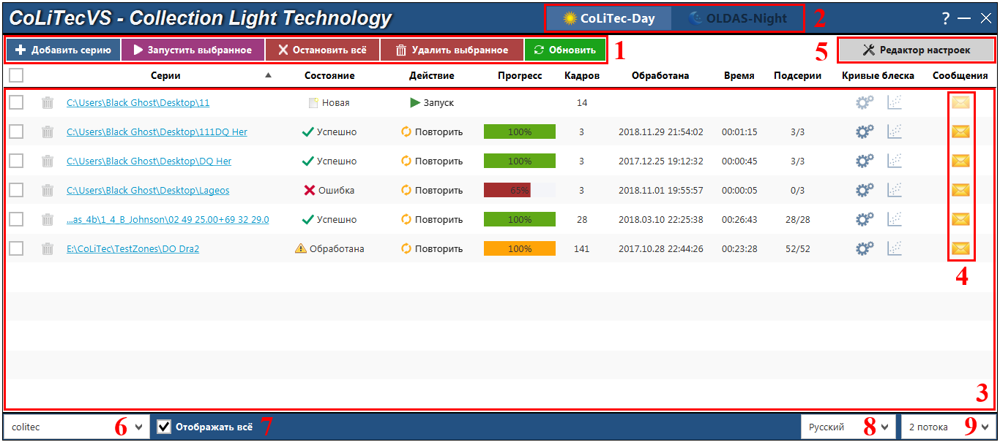 CoLiTecVS - Collection Light Technology CoLiTec-Day OLDAS-Night 2 ?
Добавить серию Запустить выбранное Остановить всё Удалить выбранное Обновить 1 5 Редактор настроек
Серии Состояние Действие Прогресс Кадров Обработана Время Подсерии Кривые блеска Сообщения
C:\Users\Black Ghost\Desktop\11 Новая Запуск 14
C:\Users\Black Ghost\Desktop\111DQ Her Успешно Повторить 100% 3 2018.11.29 21:54:02 00:01:15 3/3
C:\Users\Black Ghost\Desktop\DQ Her Успешно Повторить 100% 3 2017.12.25 19:12:32 00:00:45 3/3
C:\Users\Black Ghost\Desktop\Lageos Ошибка Повторить 65% 3 2018.11.01 19:55:57 00:00:05 0/3
...as_4b\1_4_B_Johnson\02 49 25.00+69 32 29.0 Успешно Повторить 100% 28 2018.03.10 22:25:38 00:26:43 28/28
E:\CoLiTec\TestZones\DO Dra2 Обработана Повторить 100% 141 2017.10.28 22:44:26 00:23:28 52/52
4
3
colitec 6 Отображать всё 7 Русский 8 2 потока 9